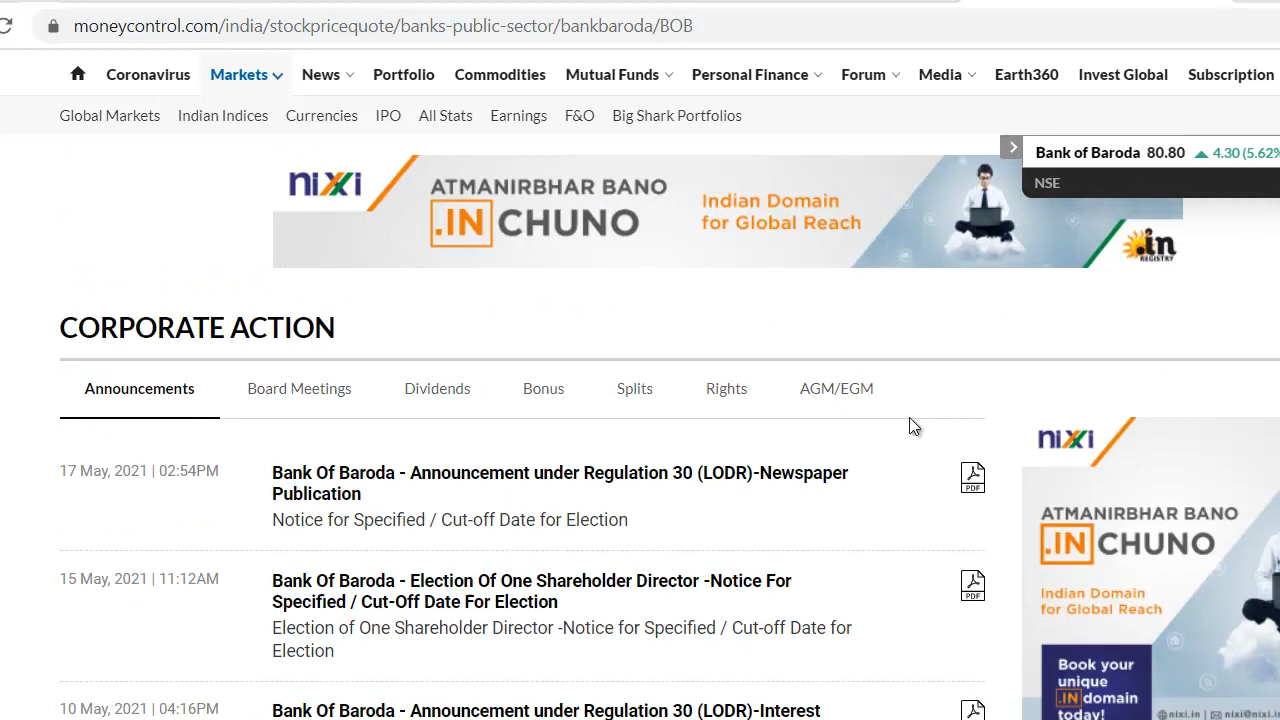 moneycontrol.com/india/stockpricequote/banks-public-sector/bankbaroda/BOB
Coronavirus Markets News Portfolio Commodities Mutual Funds Personal Finance Forum Media Earth360 Invest Global Subscription
Global Markets Indian Indices Currencies IPO All Stats Earnings F&O Big Shark Portfolios
Bank of Baroda 80.80 4.30 (5.62%
NSE
nixi
ATMANIRBHAR BANO
.IN CHUNO
Indian Domain
for Global Reach
.in
REGISTRY
CORPORATE ACTION
Announcements Board Meetings Dividends Bonus Splits Rights AGM/EGM
17 May, 2021 | 02:54PM
Bank Of Baroda - Announcement under Regulation 30 (LODR)-Newspaper
Publication
Notice for Specified / Cut-off Date for Election
PDF
15 May, 2021 | 11:12AM
Bank Of Baroda - Election Of One Shareholder Director -Notice For
Specified / Cut-Off Date For Election
Election of One Shareholder Director -Notice for Specified / Cut-off Date for
Election
PDF
10 May, 2021 | 04:16PM
Bank Of Baroda - Announcement under Regulation 30 (LODR)-Interest
nixi
ATMANIRBHAR BANO
.IN CHUNO
Indian Domain
for Global Reach
Book your
unique
.IN domain
today!
nixi.in | nixi@nixi.i